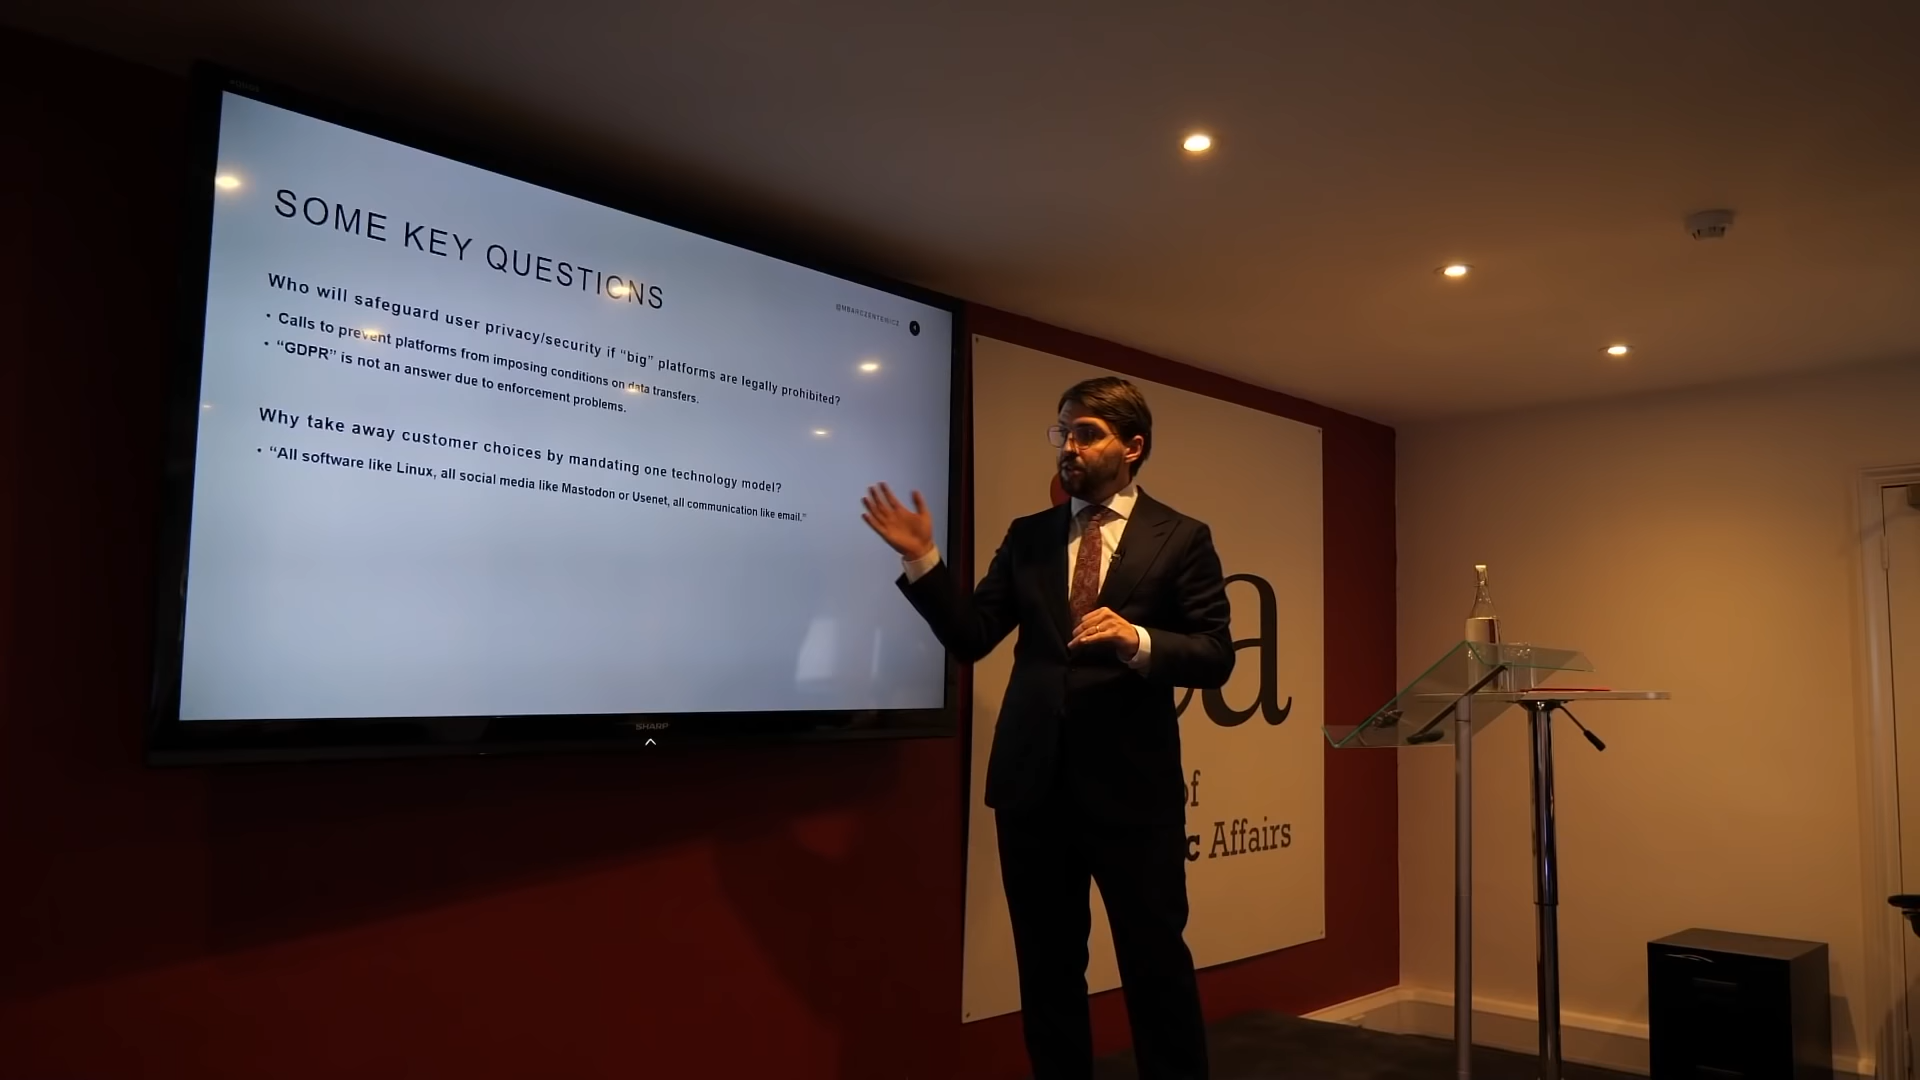 SOME KEY QUESTIONS
Who will safeguard user privacy/security if “big” platforms are legally prohibited?
• Calls to prevent platforms from imposing conditions on data transfers.
• “GDPR” is not an answer due to enforcement problems.
Why take away customer choices by mandating one technology model?
• “All software like Linux, all social media like Mastodon or Usenet, all communication like email.”
SHARP
a
of
c Affairs